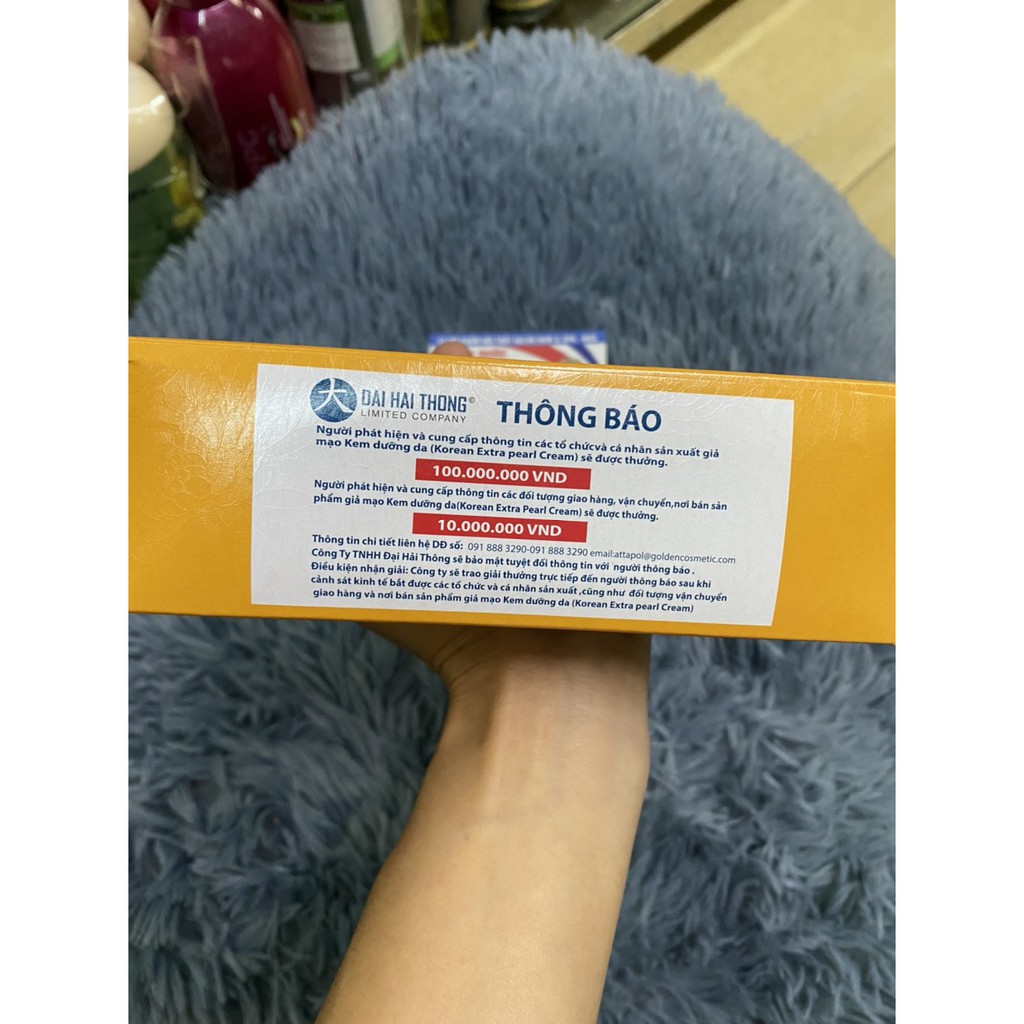 DAI HAI THONG©
LIMITED COMPANY
THÔNG BÁO
Người phát hiện và cung cấp thông tin các tổ chứcvà cá nhân sản xuất giả
mạo Kem dưỡng da (Korean Extra pearl Cream) sẽ được thưởng.
100.000.000 VND
Người phát hiện và cung cấp thông tin các đối tượng giao hàng, vận chuyển,nơi bán sản
phẩm giả mạo Kem dưỡng da(Korean Extra Pearl Cream) sẽ được thưởng.
10.000.000 VND
Thông tin chi tiết liên hệ DĐ số: 091 888 3290-091 888 3290 email:attapol@goldencosmetic.com
Công Ty TNHH Đại Hải Thông sẽ bảo mật tuyệt đối thông tin với người thông báo .
Điều kiện nhận giải: Công ty sẽ trao giải thưởng trực tiếp đến người thông báo sau khi
cảnh sát kinh tế bắt được các tổ chức và cá nhân sản xuất ,cũng như đối tượng vận chuyển
giao hàng và nơi bán sản phẩm giả mạo Kem dưỡng da (Korean Extra pearl Cream)